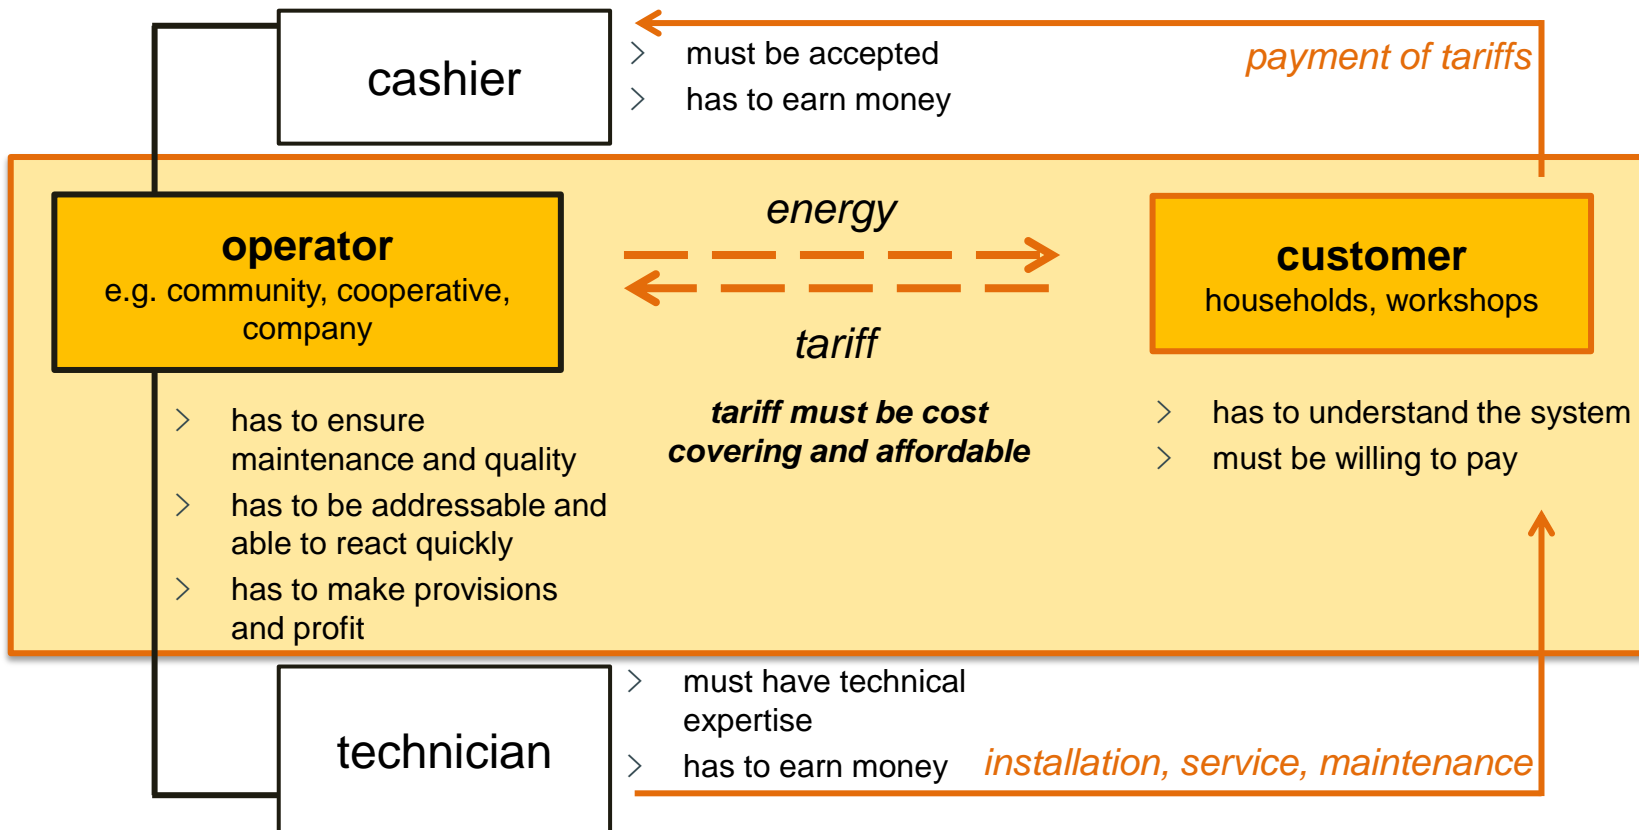 cashier
> must be accepted
> has to earn money
payment of tariffs
operator
e.g. community, cooperative,
company
energy
tariff
tariff must be cost
covering and affordable
customer
households, workshops
> has to ensure
maintenance and quality
> has to be addressable and
able to react quickly
> has to make provisions
and profit
> has to understand the system
> must be willing to pay
technician
> must have technical
expertise
> has to earn money
installation, service, maintenance